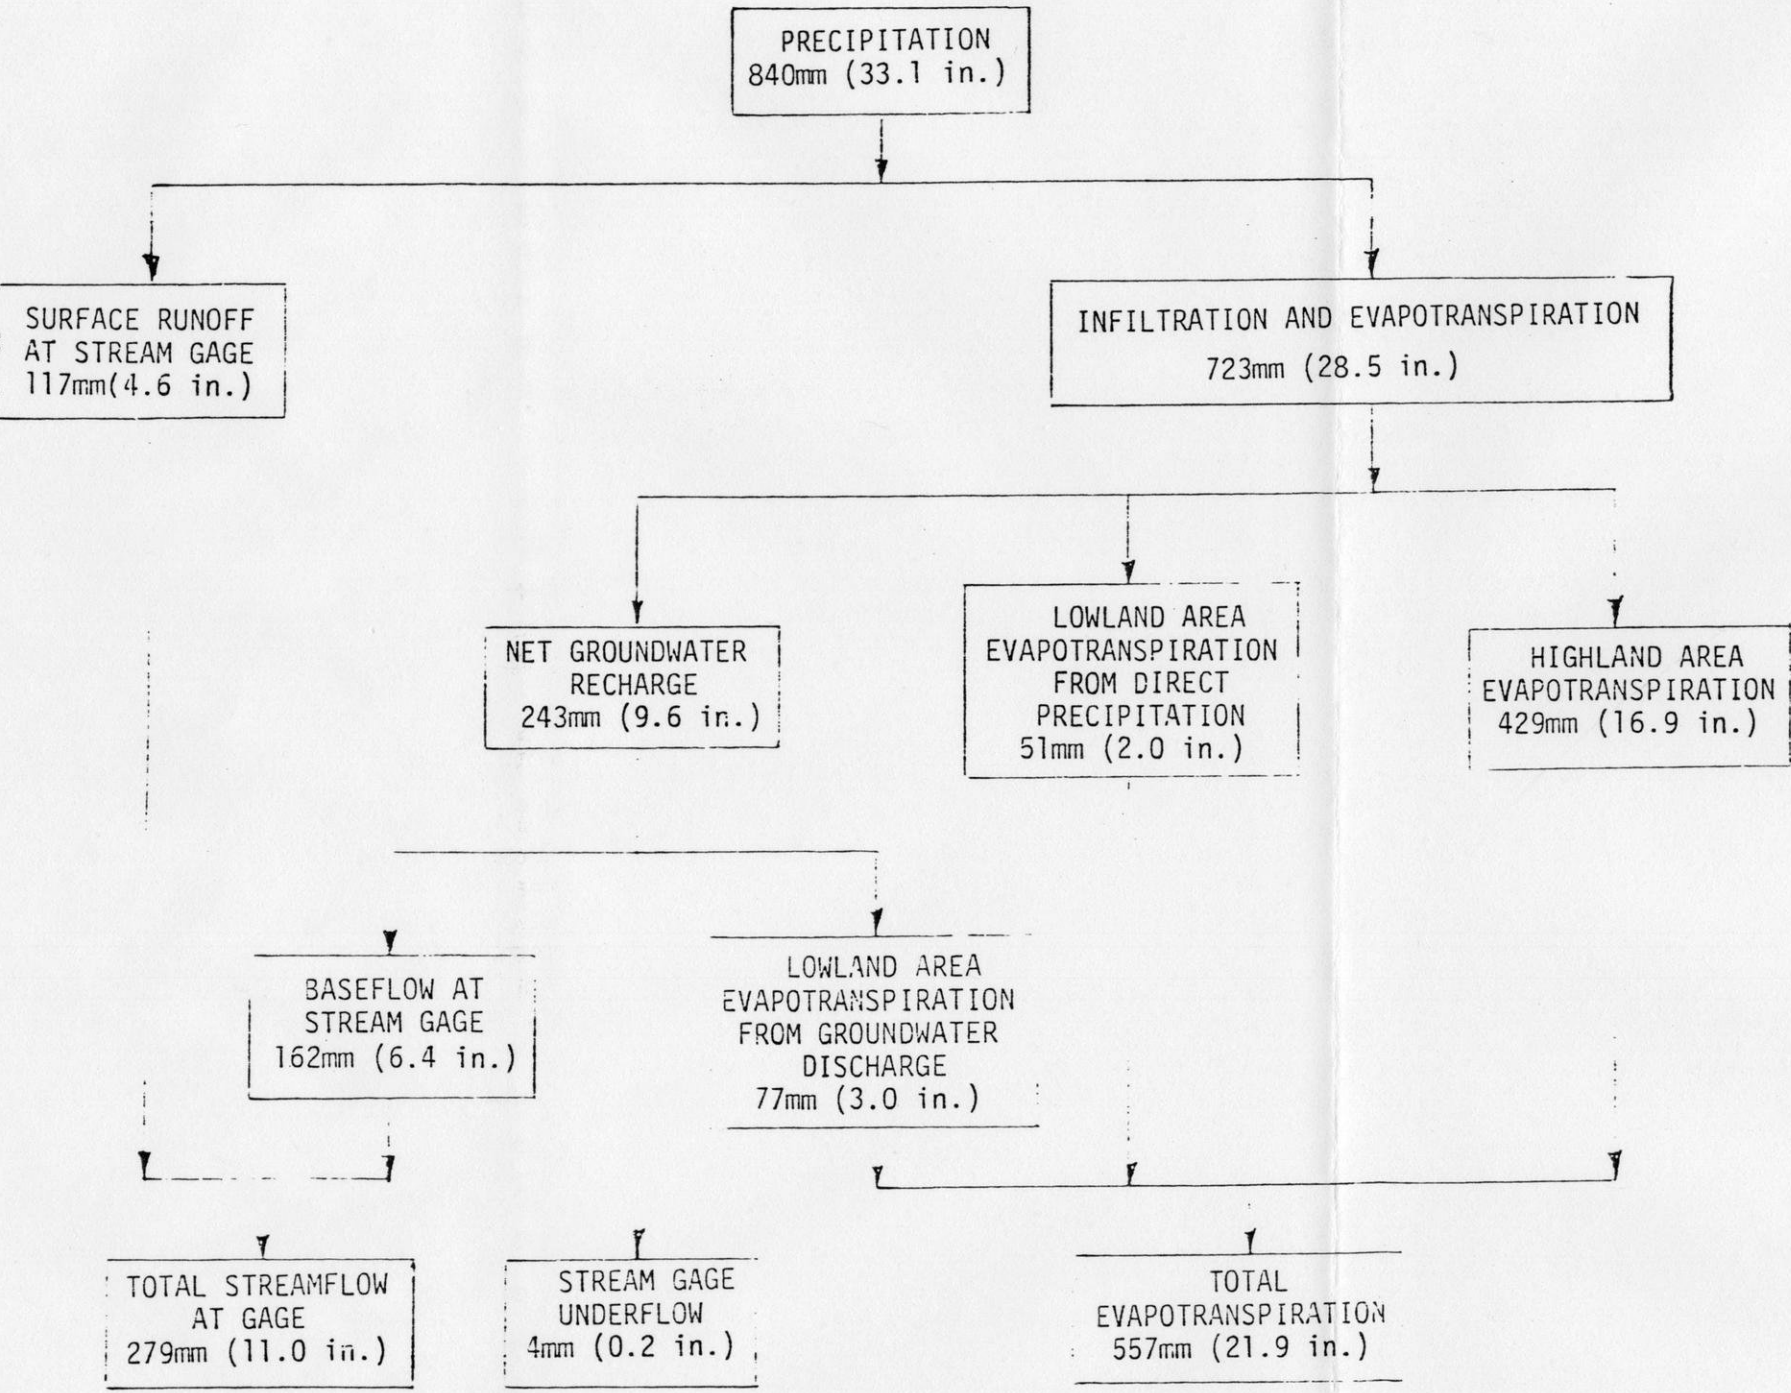 PRECIPITATION
840mm (33.1 in.)
SURFACE RUNOFF
AT STREAM GAGE
117mm(4.6 in.)
INFILTRATION AND EVAPOTRANSPIRATION
723mm (28.5 in.)
NET GROUNDWATER
RECHARGE
243mm (9.6 in.)
LOWLAND AREA
EVAPOTRANSPIRATION
FROM DIRECT
PRECIPITATION
51mm (2.0 in.)
HIGHLAND AREA
EVAPOTRANSPIRATION
429mm (16.9 in.)
BASEFLOW AT
STREAM GAGE
162mm (6.4 in.)
LOWLAND AREA
EVAPOTRANSPIRATION
FROM GROUNDWATER
DISCHARGE
77mm (3.0 in.)
TOTAL STREAMFLOW
AT GAGE
279mm (11.0 in.)
STREAM GAGE
UNDERFLOW
4mm (0.2 in.)
TOTAL
EVAPOTRANSPIRATION
557mm (21.9 in.)